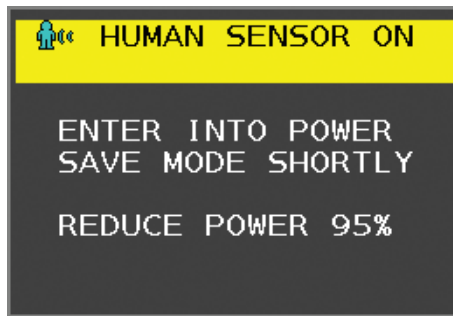 HUMAN SENSOR ON
ENTER INTO POWER
SAVE MODE SHORTLY
REDUCE POWER 95%